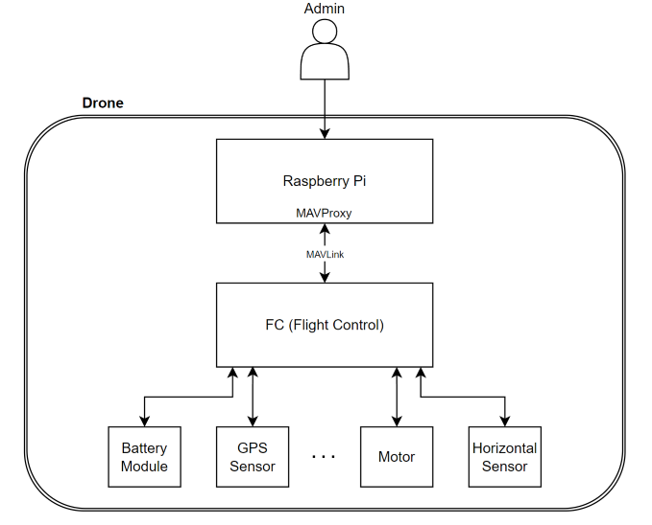 Admin
Drone
Raspberry Pi
MAVProxy
MAVLink
FC (Flight Control)
Battery
Module
GPS
Sensor
...
Motor
Horizontal
Sensor